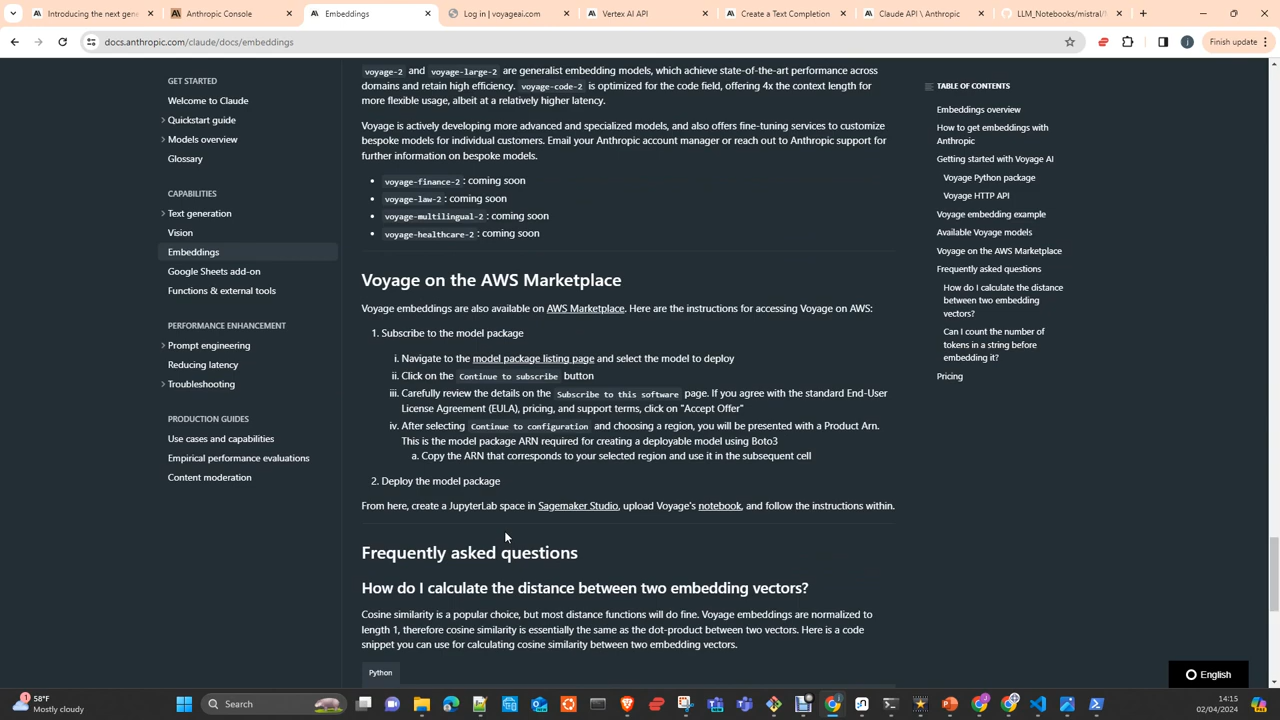 Introducing the next gene
Anthropic Console
Embeddings
Log in | voyageai.com
Vertex AI API
Create a Text Completion
Claude API \ Anthropic
LLM_Notebooks/mistral/
docs.anthropic.com/claude/docs/embeddings
Finish update
GET STARTED
Welcome to Claude
Quickstart guide
Models overview
Glossary
CAPABILITIES
Text generation
Vision
Embeddings
Google Sheets add-on
Functions & external tools
PERFORMANCE ENHANCEMENT
Prompt engineering
Reducing latency
Troubleshooting
PRODUCTION GUIDES
Use cases and capabilities
Empirical performance evaluations
Content moderation
voyage-2 and voyage-large-2 are generalist embedding models, which achieve state-of-the-art performance across
domains and retain high efficiency. voyage-code-2 is optimized for the code field, offering 4x the context length for
more flexible usage, albeit at a relatively higher latency.
Voyage is actively developing more advanced and specialized models, and also offers fine-tuning services to customize
bespoke models for individual customers. Email your Anthropic account manager or reach out to Anthropic support for
further information on bespoke models.
• voyage-finance-2 : coming soon
• voyage-law-2 : coming soon
• voyage-multilingual-2 : coming soon
• voyage-healthcare-2 : coming soon
Voyage on the AWS Marketplace
Voyage embeddings are also available on AWS Marketplace. Here are the instructions for accessing Voyage on AWS:
1. Subscribe to the model package
i. Navigate to the model package listing page and select the model to deploy
ii. Click on the Continue to subscribe button
iii. Carefully review the details on the Subscribe to this software page. If you agree with the standard End-User
License Agreement (EULA), pricing, and support terms, click on "Accept Offer"
iv. After selecting Continue to configuration and choosing a region, you will be presented with a Product Arn.
This is the model package ARN required for creating a deployable model using Boto3
a. Copy the ARN that corresponds to your selected region and use it in the subsequent cell
2. Deploy the model package
From here, create a JupyterLab space in Sagemaker Studio, upload Voyage's notebook, and follow the instructions within.
Frequently asked questions
How do I calculate the distance between two embedding vectors?
Cosine similarity is a popular choice, but most distance functions will do fine. Voyage embeddings are normalized to
length 1, therefore cosine similarity is essentially the same as the dot-product between two vectors. Here is a code
snippet you can use for calculating cosine similarity between two embedding vectors.
Python
TABLE OF CONTENTS
Embeddings overview
How to get embeddings with
Anthropic
Getting started with Voyage AI
Voyage Python package
Voyage HTTP API
Voyage embedding example
Available Voyage models
Voyage on the AWS Marketplace
Frequently asked questions
How do I calculate the distance
between two embedding
vectors?
Can I count the number of
tokens in a string before
embedding it?
Pricing
English
1
58°F
Mostly cloudy
Search
14:15
02/04/2024